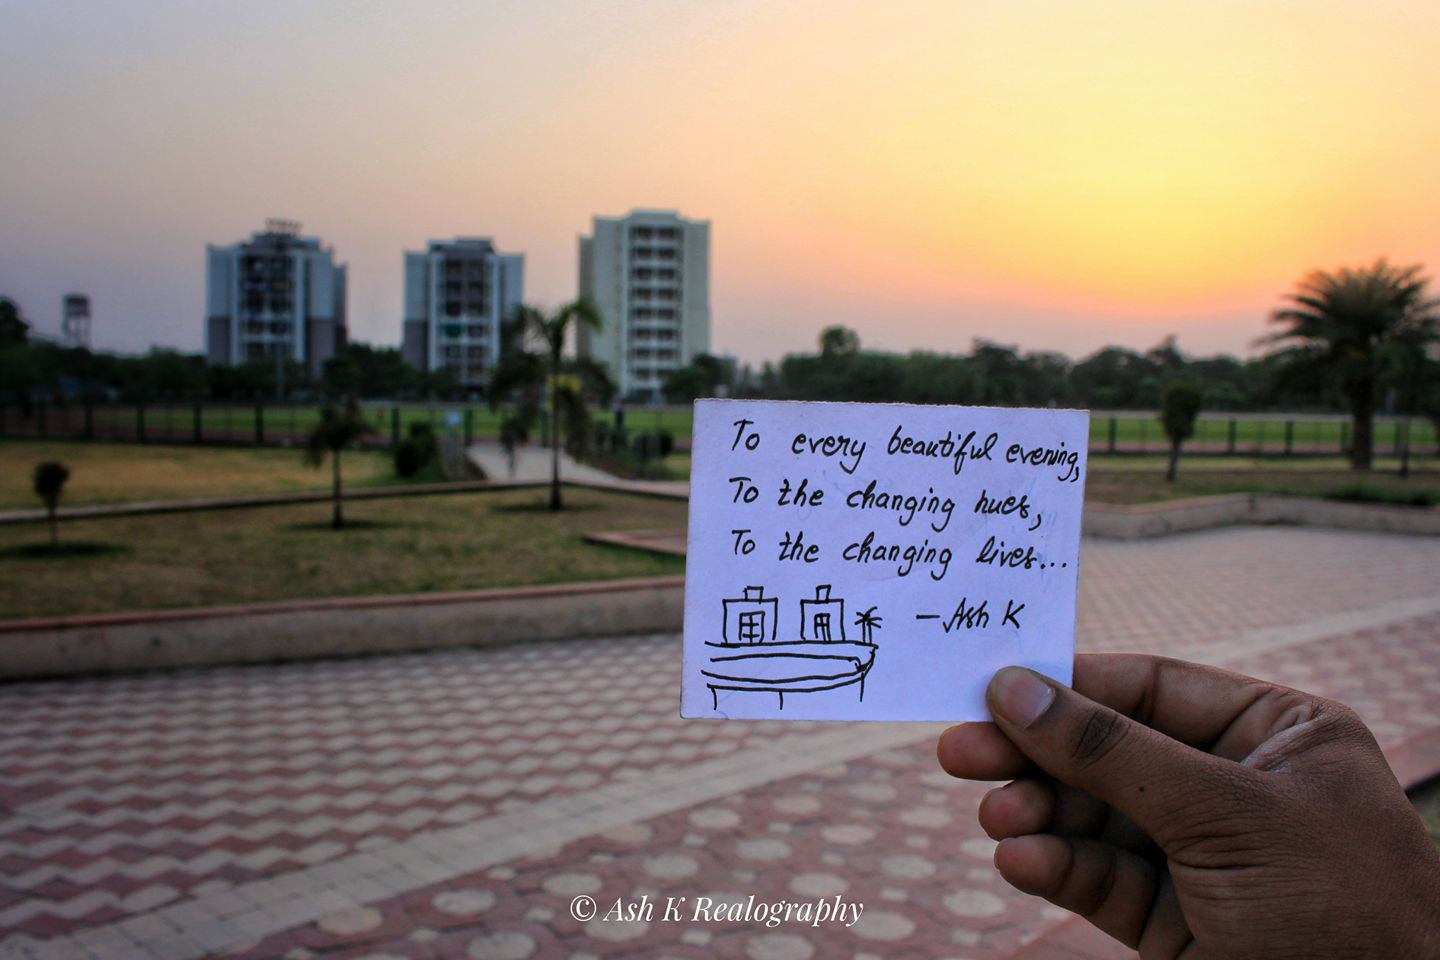 To every beautiful evening,
To the changing hues,
To the changing lives...
- Ash K
© Ash K Realography